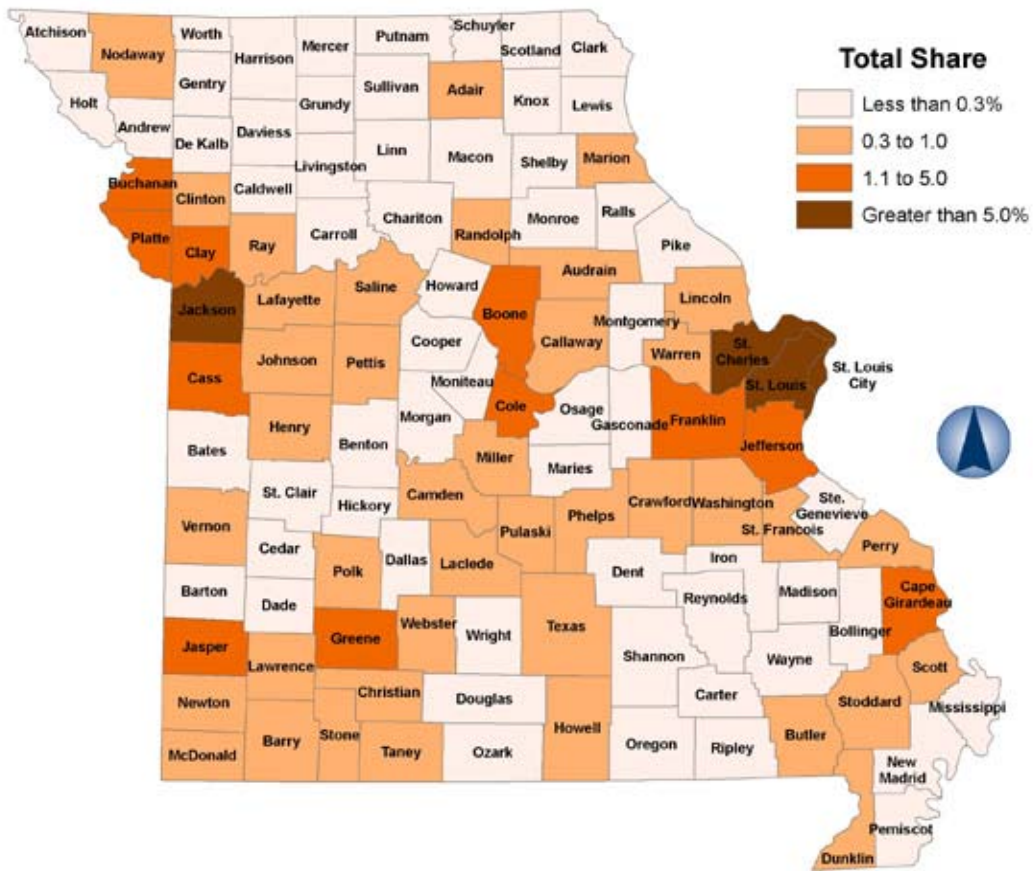 Atchison
Nodaway
Worth
Harrison
Mercer
Putnam
Schuyler
Scotland
Clark
Total Share
Less than 0.3%
0.3 to 1.0
1.1 to 5.0
Greater than 5.0%
Holt
Gentry
Grundy
Sullivan
Adair
Knox
Lewis
Andrew
De Kalb
Daviess
Livingston
Linn
Macon
Shelby
Marion
Buchanan
Clinton
Caldwell
Chariton
Monroe
Ralls
Platte
Clay
Ray
Carroll
Randolph
Pike
Audrain
Jackson
Lafayette
Saline
Howard
Boone
Lincoln
Callaway
Montgomery
Warren
St.
Charles
St. Louis
St. Louis
City
Johnson
Pettis
Cooper
Cass
Moniteau
Cole
Osage
Gasconade
Franklin
Jefferson
Henry
Morgan
Bates
Benton
Miller
Maries
St. Clair
Hickory
Camden
Crawford
Washington
Ste.
Genevieve
Vernon
Pulaski
Phelps
St. Francois
Cedar
Dallas
Perry
Polk
Laclede
Dent
Iron
Barton
Dade
Reynolds
Madison
Cape
Girardeau
Jasper
Greene
Webster
Wright
Texas
Bollinger
Lawrence
Shannon
Wayne
Scott
Newton
Christian
Douglas
Carter
Stoddard
Mississippi
McDonald
Barry
Stone
Taney
Ozark
Howell
Oregon
Ripley
Butler
New
Madrid
Pemiscot
Dunklin